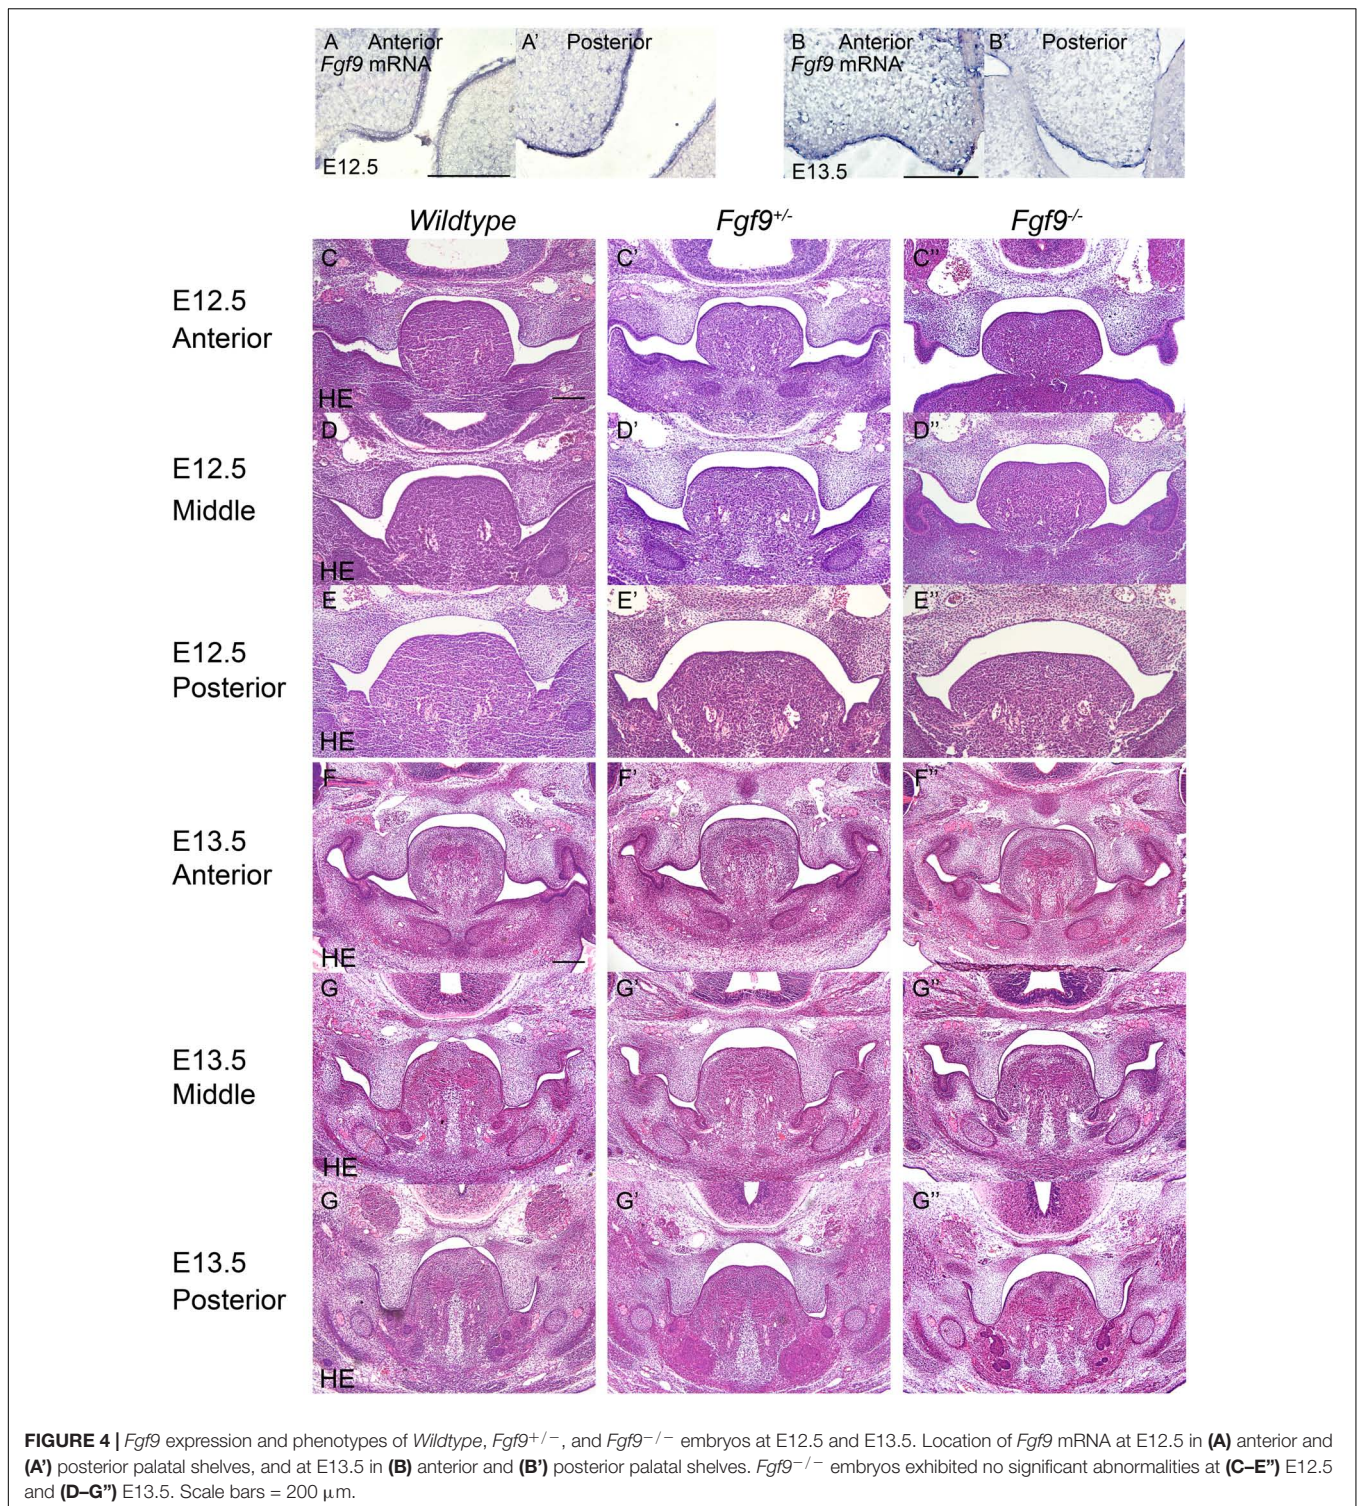 A Anterior
Fgf9 mRNA
E12.5
A' Posterior
B Anterior
Fgf9 mRNA
E13.5
B' Posterior
Wildtype Fgf9+/- Fgf9-/-
E12.5
Anterior
C
HE
C'
C"
E12.5
Middle
D
HE
D'
D"
E12.5
Posterior
E
HE
E'
E"
E13.5
Anterior
F
HE
F'
F"
E13.5
Middle
G
HE
G'
G"
E13.5
Posterior
G
HE
G'
G"
FIGURE 4 | Fgf9 expression and phenotypes of Wildtype, Fgf9+/−, and Fgf9−/− embryos at E12.5 and E13.5. Location of Fgf9 mRNA at E12.5 in (A) anterior and
(A') posterior palatal shelves, and at E13.5 in (B) anterior and (B') posterior palatal shelves. Fgf9−/− embryos exhibited no significant abnormalities at (C–E") E12.5
and (D–G") E13.5. Scale bars = 200 μm.